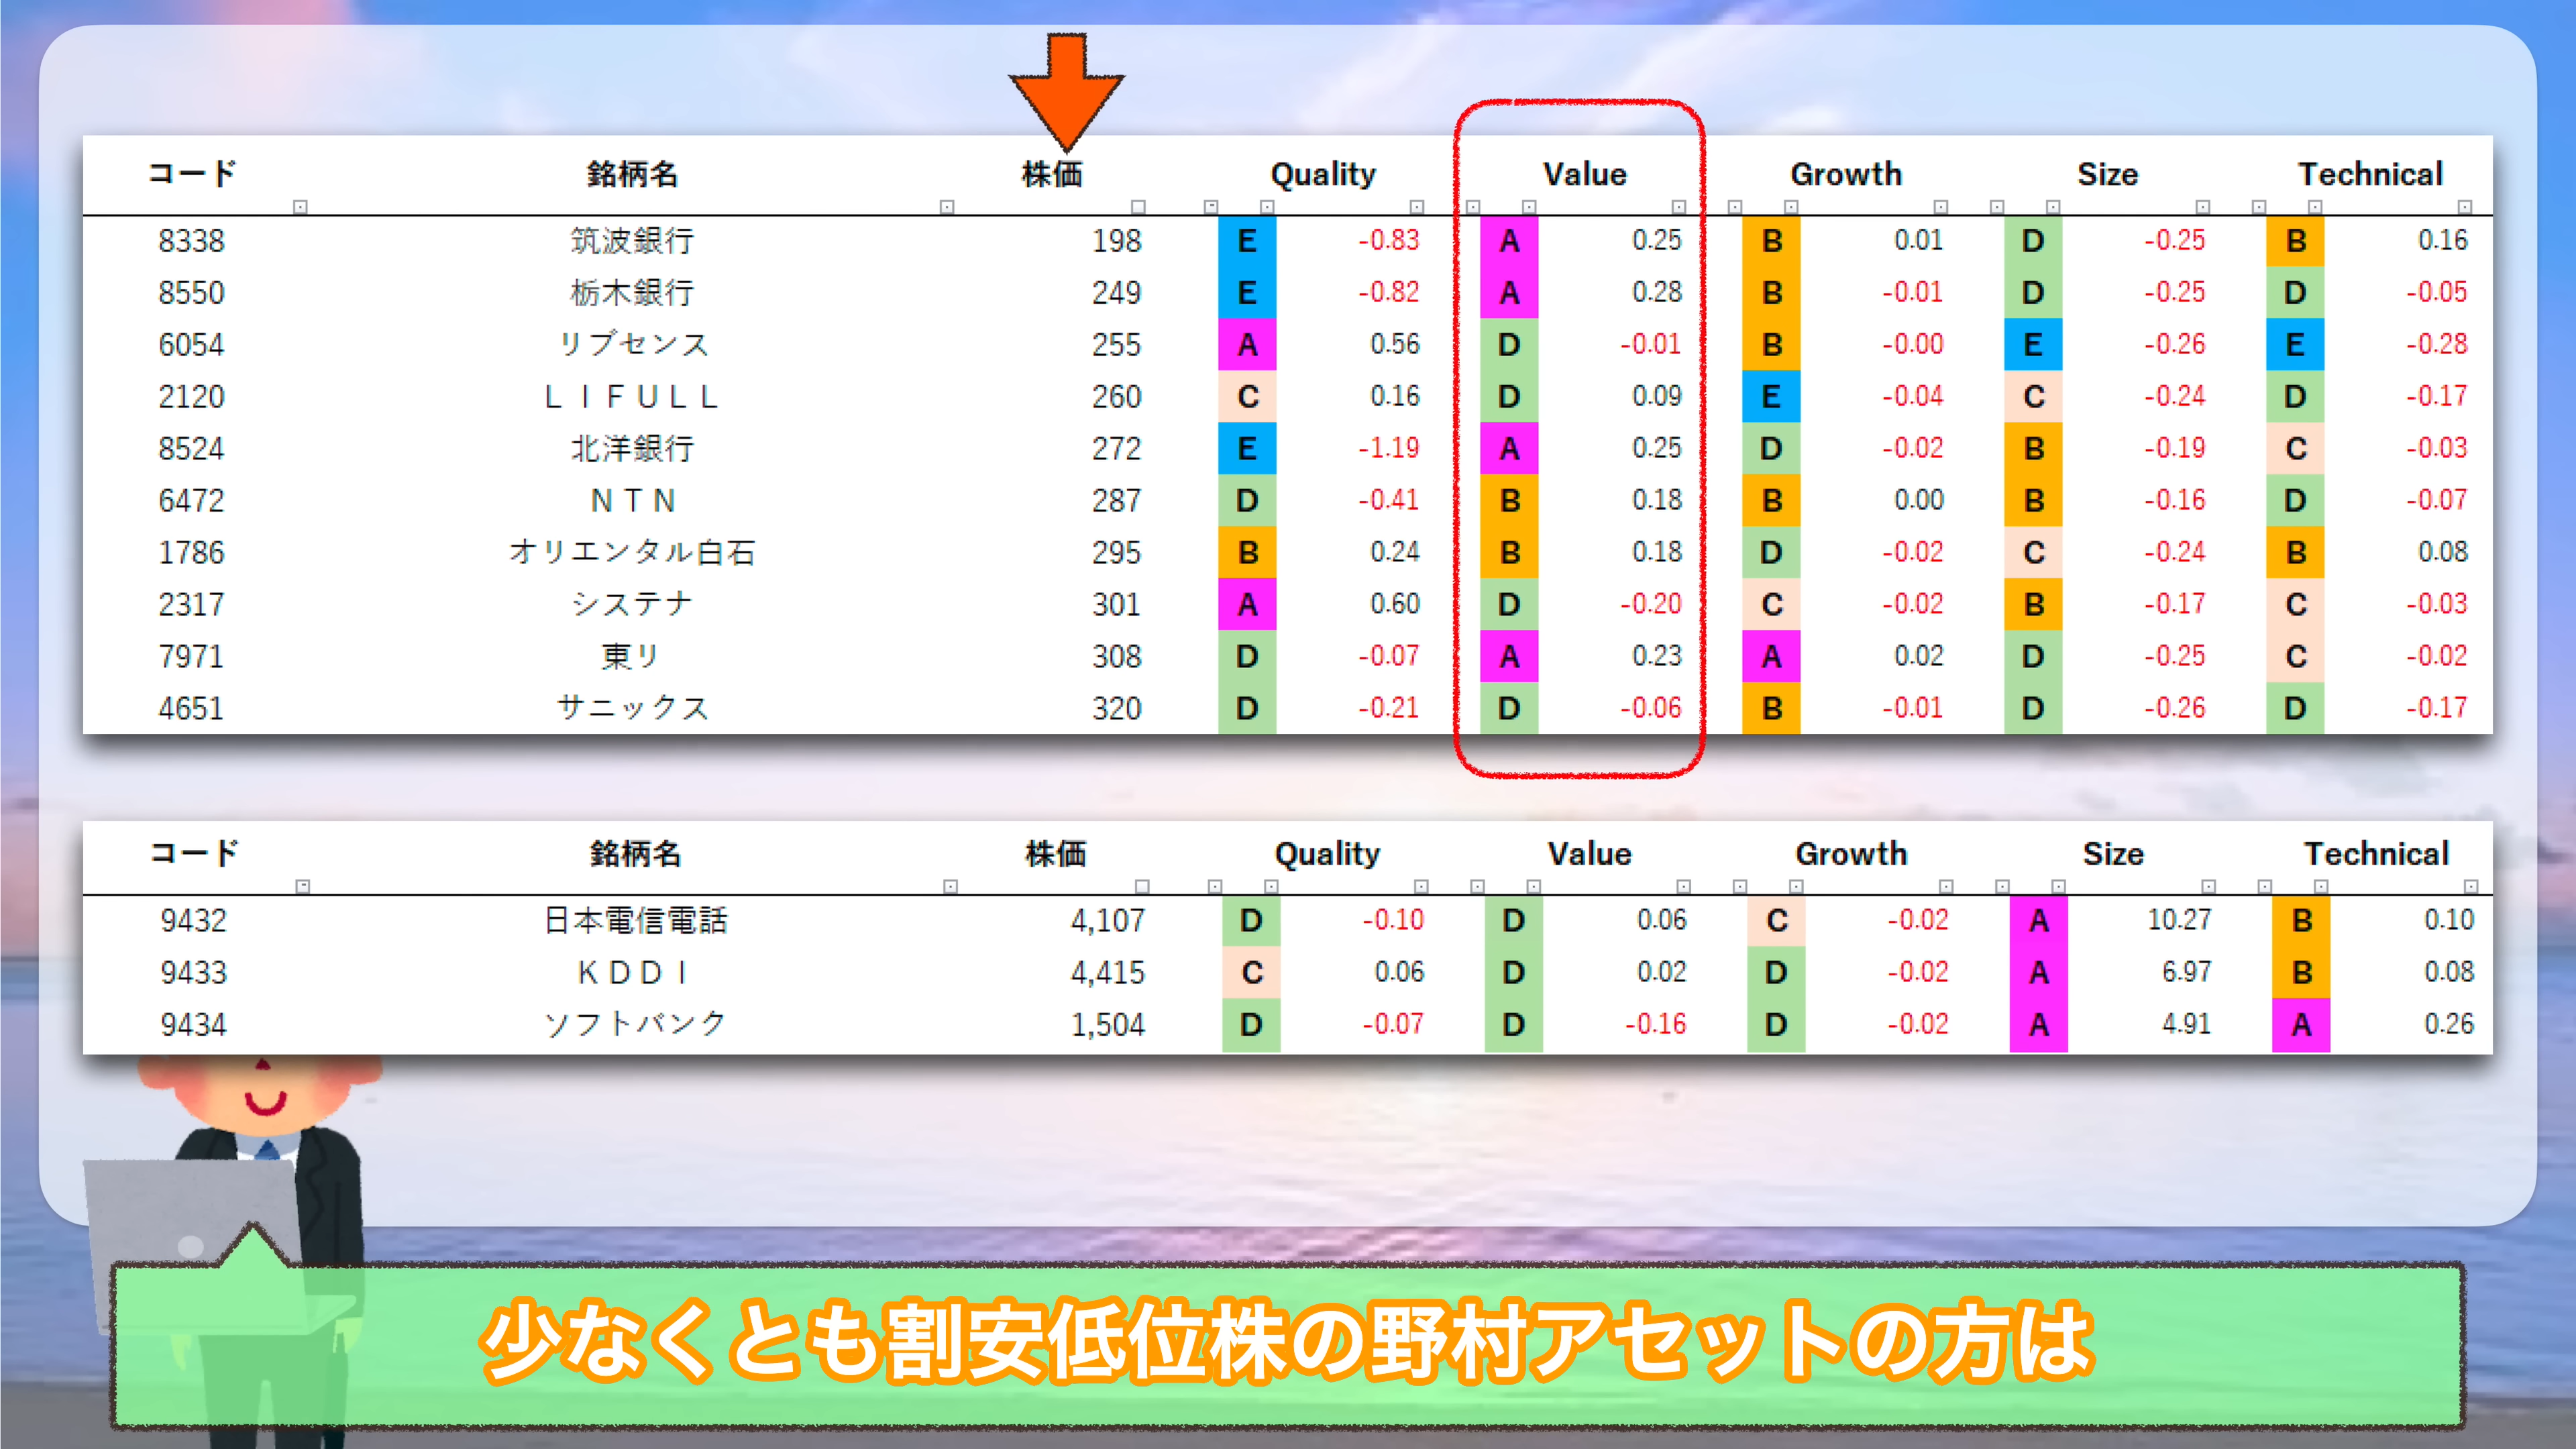 コード 銘柄名 株価 Quality Value Growth Size Technical
8338 筑波銀行 198 E -0.83 A 0.25 B 0.01 D -0.25 B 0.16
8550 栃木銀行 249 E -0.82 A 0.28 B -0.01 D -0.25 D -0.05
6054 リブセンス 255 A 0.56 D -0.01 B -0.00 E -0.26 E -0.28
2120 ＬＩＦＵＬＬ 260 C 0.16 D 0.09 E -0.04 C -0.24 D -0.17
8524 北洋銀行 272 E -1.19 A 0.25 D -0.02 B -0.19 C -0.03
6472 ＮＴＮ 287 D -0.41 B 0.18 B 0.00 B -0.16 D -0.07
1786 オリエンタル白石 295 B 0.24 B 0.18 D -0.02 C -0.24 B 0.08
2317 システナ 301 A 0.60 D -0.20 C -0.02 B -0.17 C -0.03
7971 東リ 308 D -0.07 A 0.23 A 0.02 D -0.25 C -0.02
4651 サニックス 320 D -0.21 D -0.06 B -0.01 D -0.26 D -0.17
コード 銘柄名 株価 Quality Value Growth Size Technical
9432 日本電信電話 4,107 D -0.10 D 0.06 C -0.02 A 10.27 B 0.10
9433 ＫＤＤＩ 4,415 C 0.06 D 0.02 D -0.02 A 6.97 B 0.08
9434 ソフトバンク 1,504 D -0.07 D -0.16 D -0.02 A 4.91 A 0.26
少なくとも割安低位株の野村アセットの方は